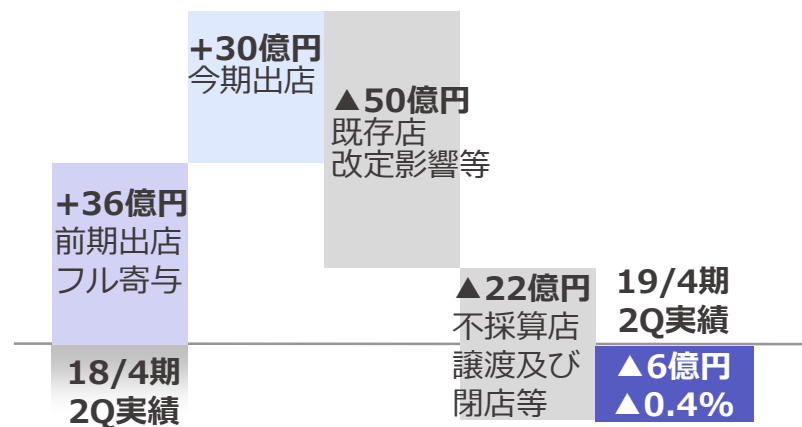 +30億円
今期出店
▲50億円
既存店
改定影響等
+36億円
前期出店
フル寄与
▲22億円
不採算店
譲渡及び
閉店等
19/4期
2Q実績
18/4期
2Q実績
▲6億円
▲0.4%